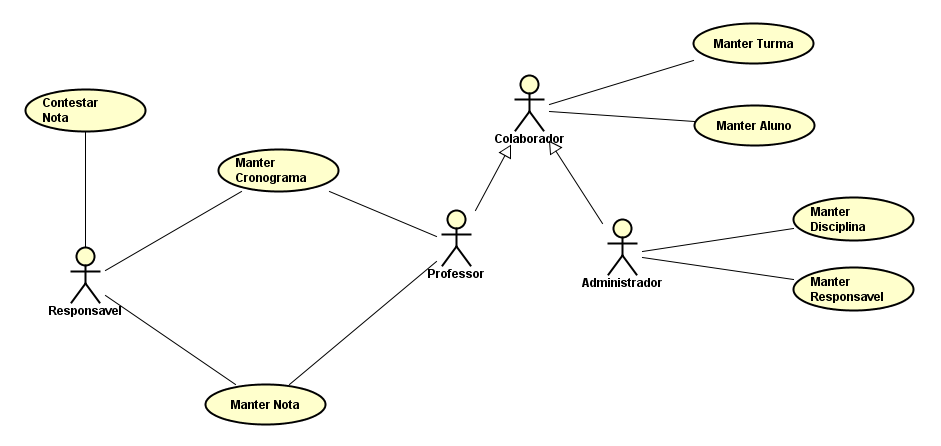 Manter Turma
Contestar
Nota
Manter Aluno
Colaborador
Manter
Cronograma
Manter
Disciplina
Professor
Administrador
Manter
Responsavel
Responsavel
Manter Nota